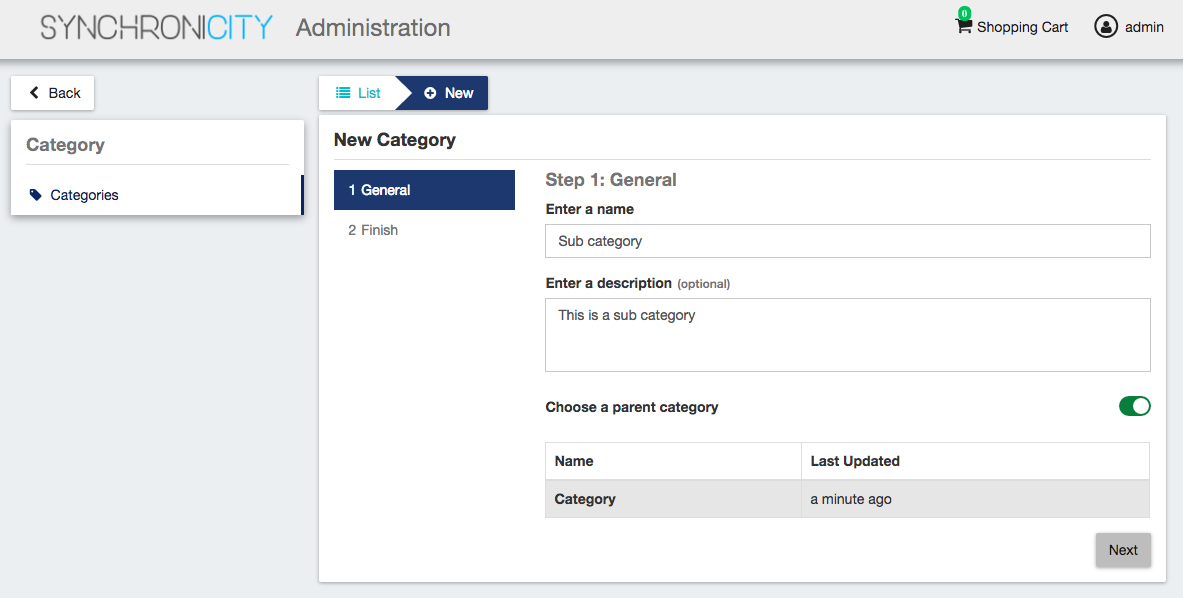 SYNCHRONICITY Administration
0
Shopping Cart
admin
Back
Category
Categories
List
New
New Category
1 General
2 Finish
Step 1: General
Enter a name
Sub category
Enter a description (optional)
This is a sub category
Choose a parent category
Name Last Updated
Category a minute ago
Next